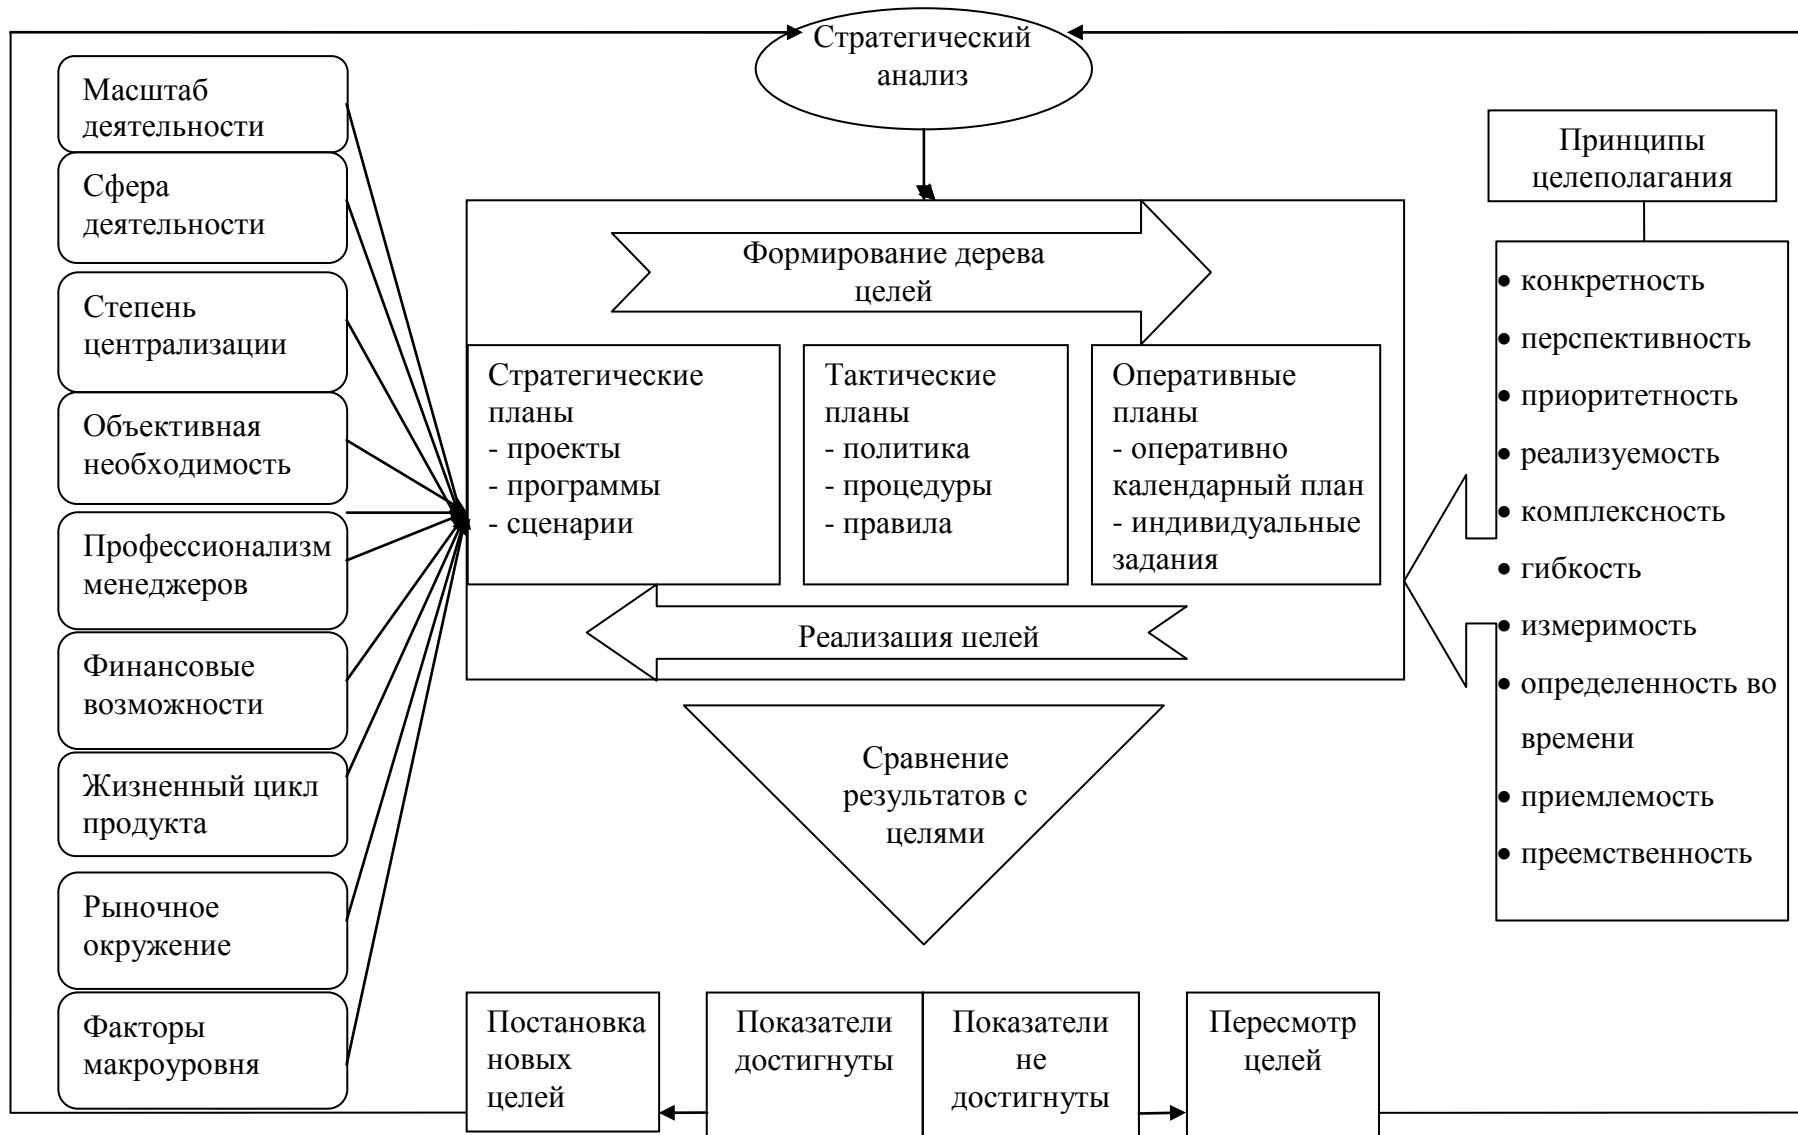 Стратегический
анализ
Масштаб
деятельности
Сфера
деятельности
Степень
централизации
Объективная
необходимость
Профессионализм
менеджеров
Финансовые
возможности
Жизненный цикл
продукта
Рыночное
окружение
Факторы
макроуровня
Формирование дерева
целей
Стратегические
планы
- проекты
- программы
- сценарии
Тактические
планы
- политика
- процедуры
- правила
Оперативные
планы
- оперативно
календарный план
- индивидуальные
задания
Реализация целей
Сравнение
результатов с
целями
Постановка
новых
целей
Показатели
достигнуты
Показатели
не
достигнуты
Пересмотр
целей
Принципы
целеполагания
• конкретность
• перспективность
• приоритетность
• реализуемость
• комплексность
• гибкость
• измеримость
• определенность во
времени
• приемлемость
• преемственность